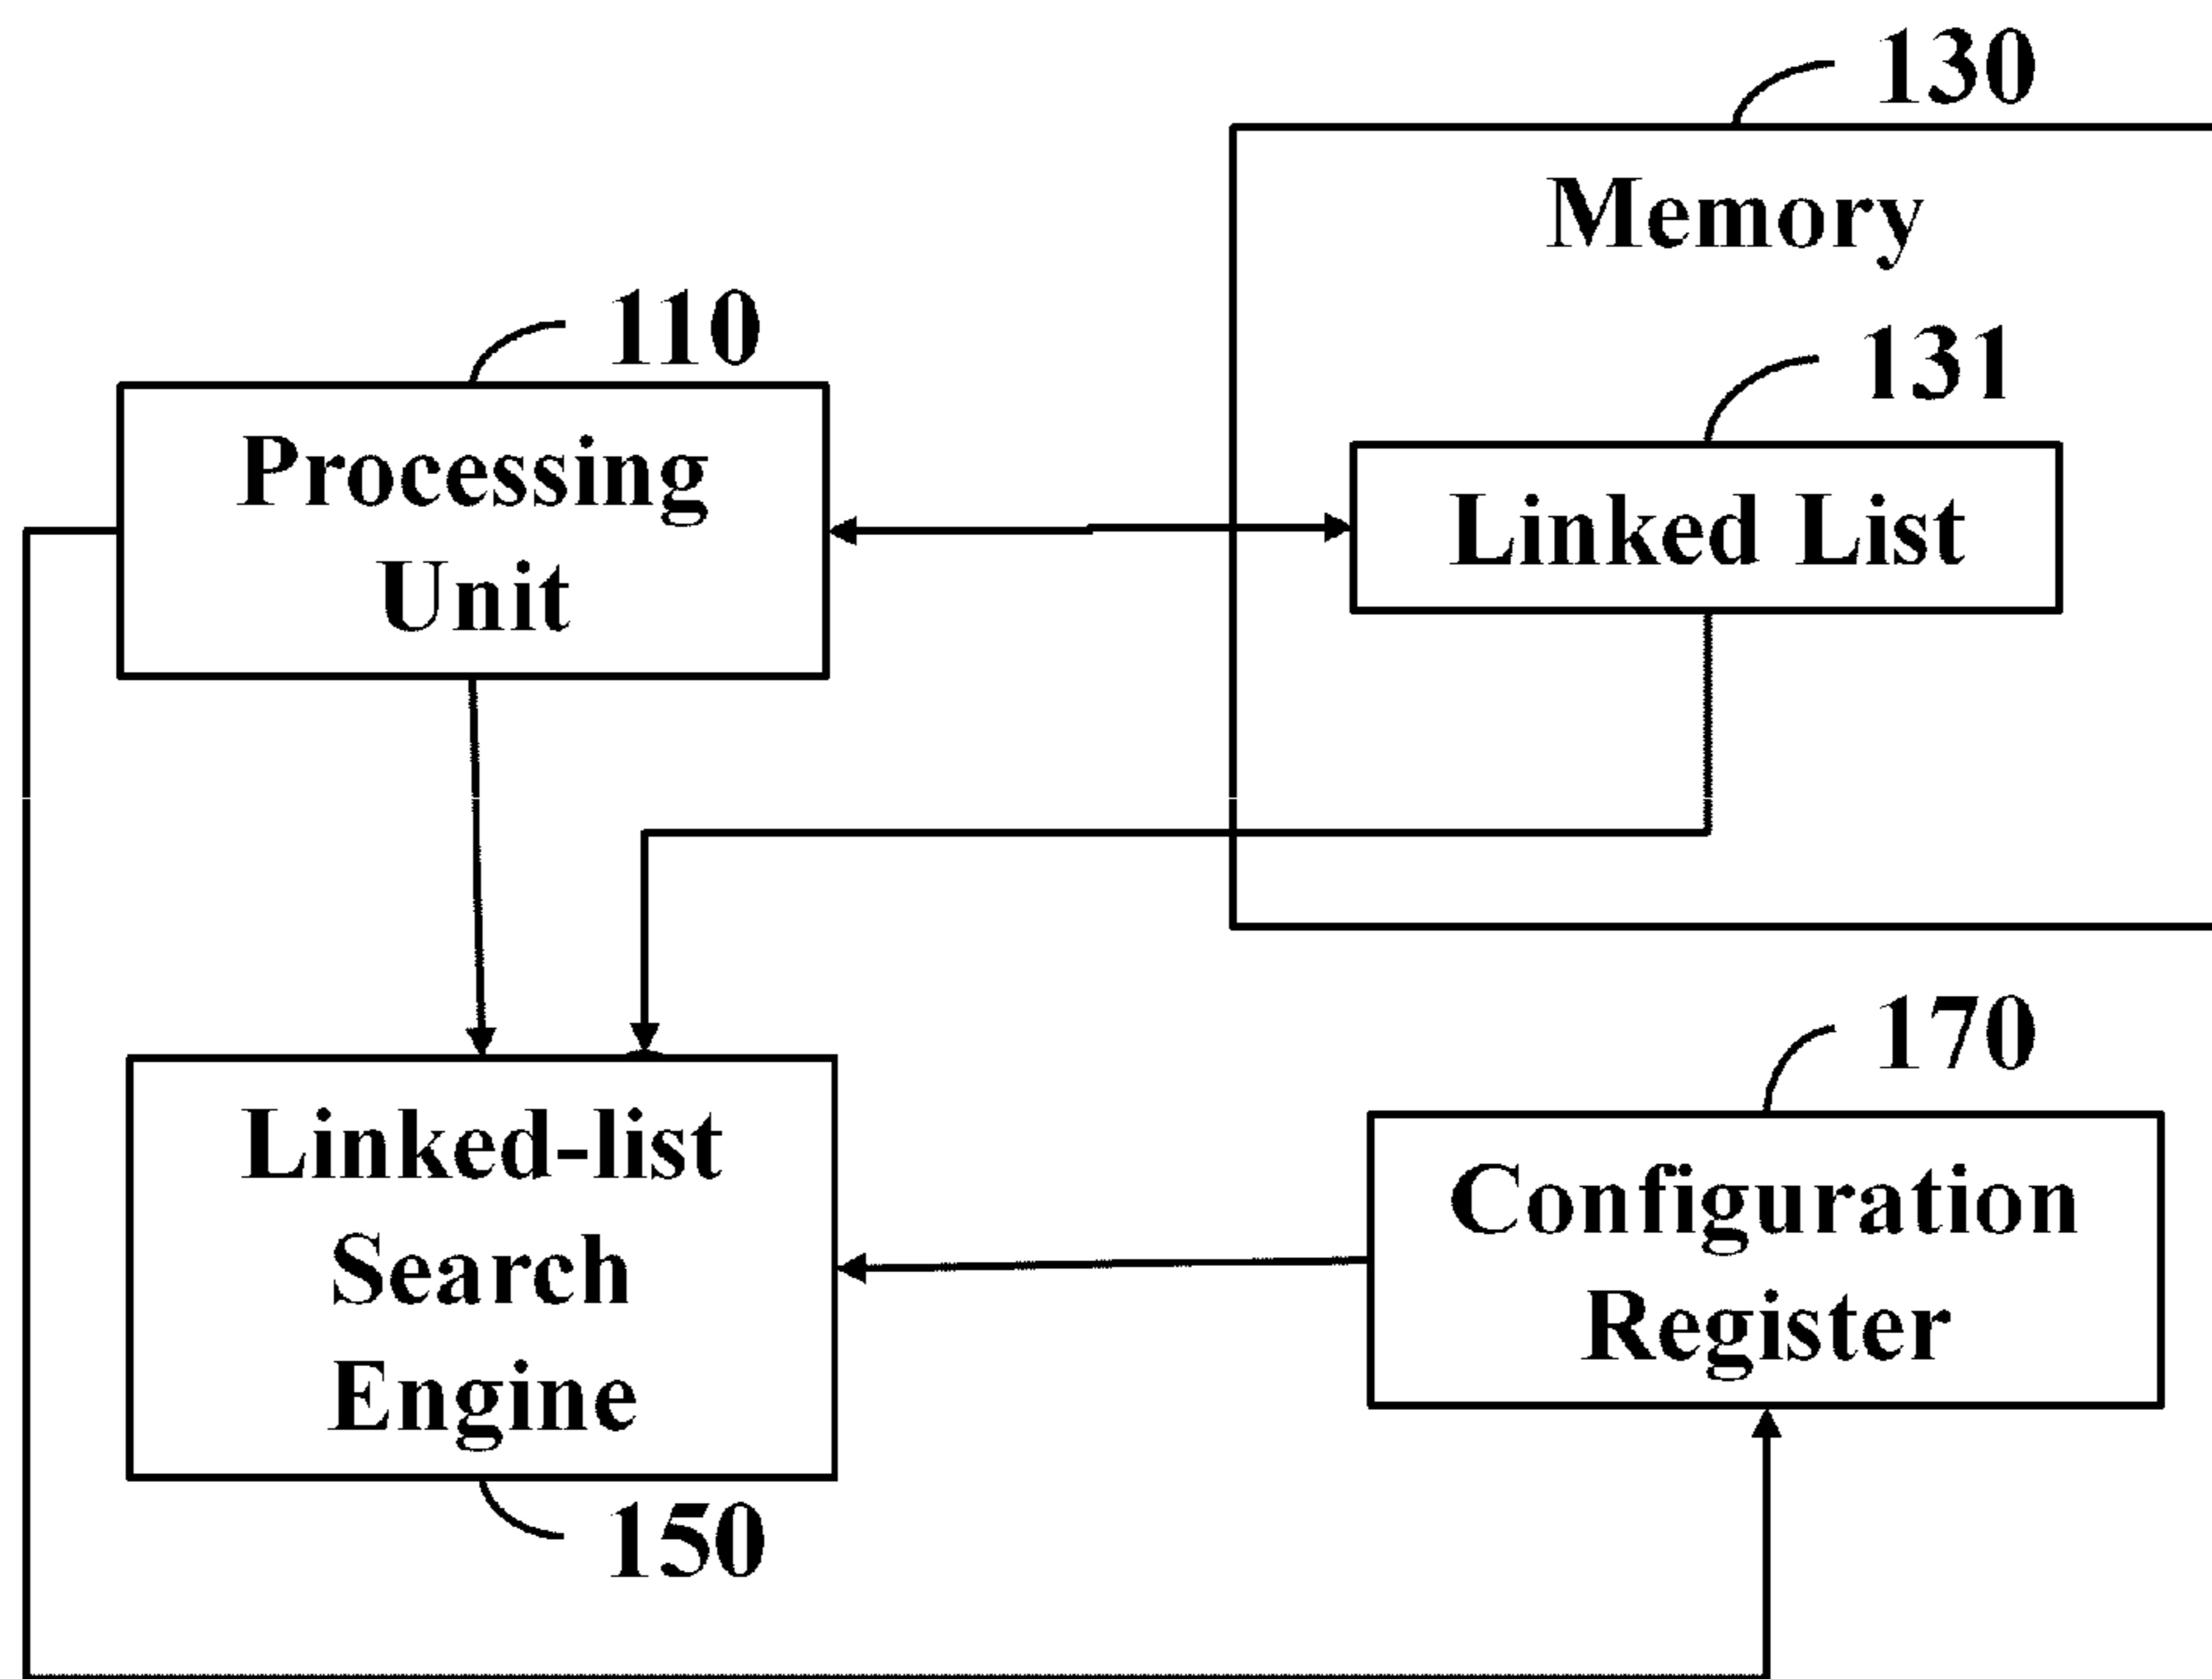 130
Memory
110
131
Processing
Unit
Linked List
170
Linked-list
Search
Engine
Configuration
Register
150